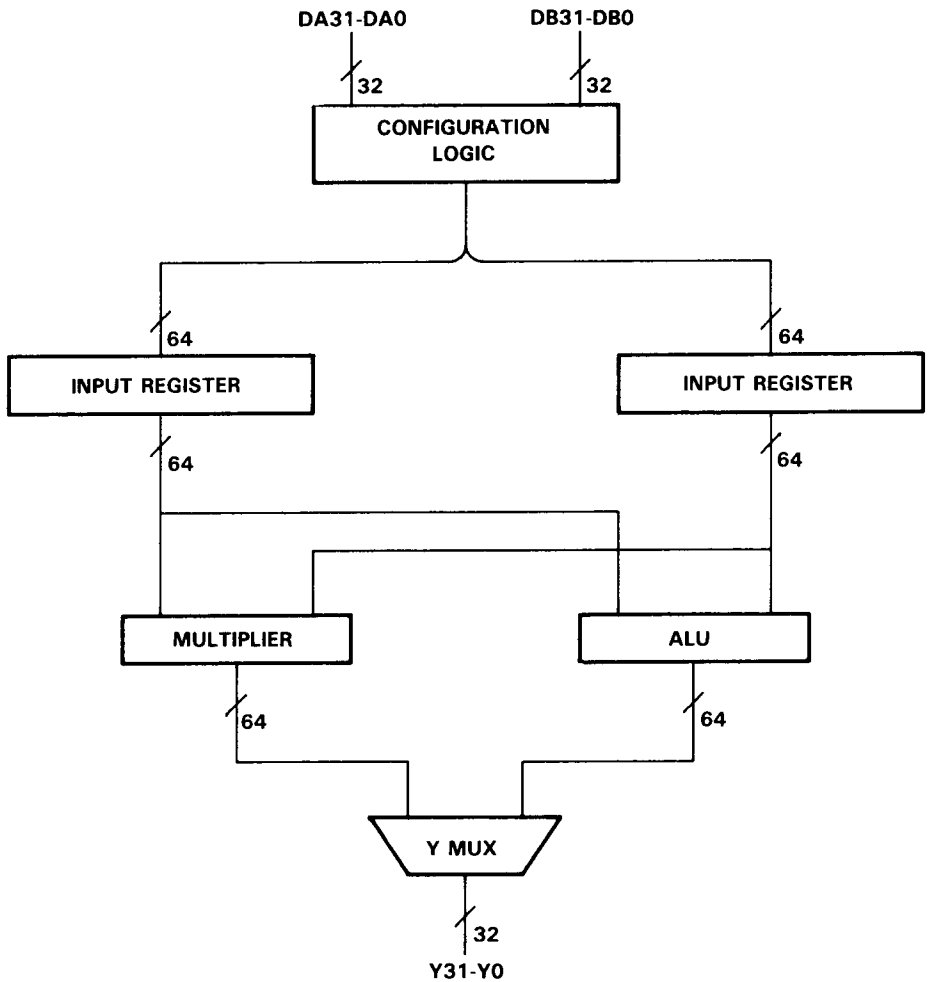 DA31-DA0
DB31-DB0
32
32
CONFIGURATION
LOGIC
64
64
INPUT REGISTER
INPUT REGISTER
64
64
MULTIPLIER
ALU
64
64
Y MUX
32
Y31-Y0